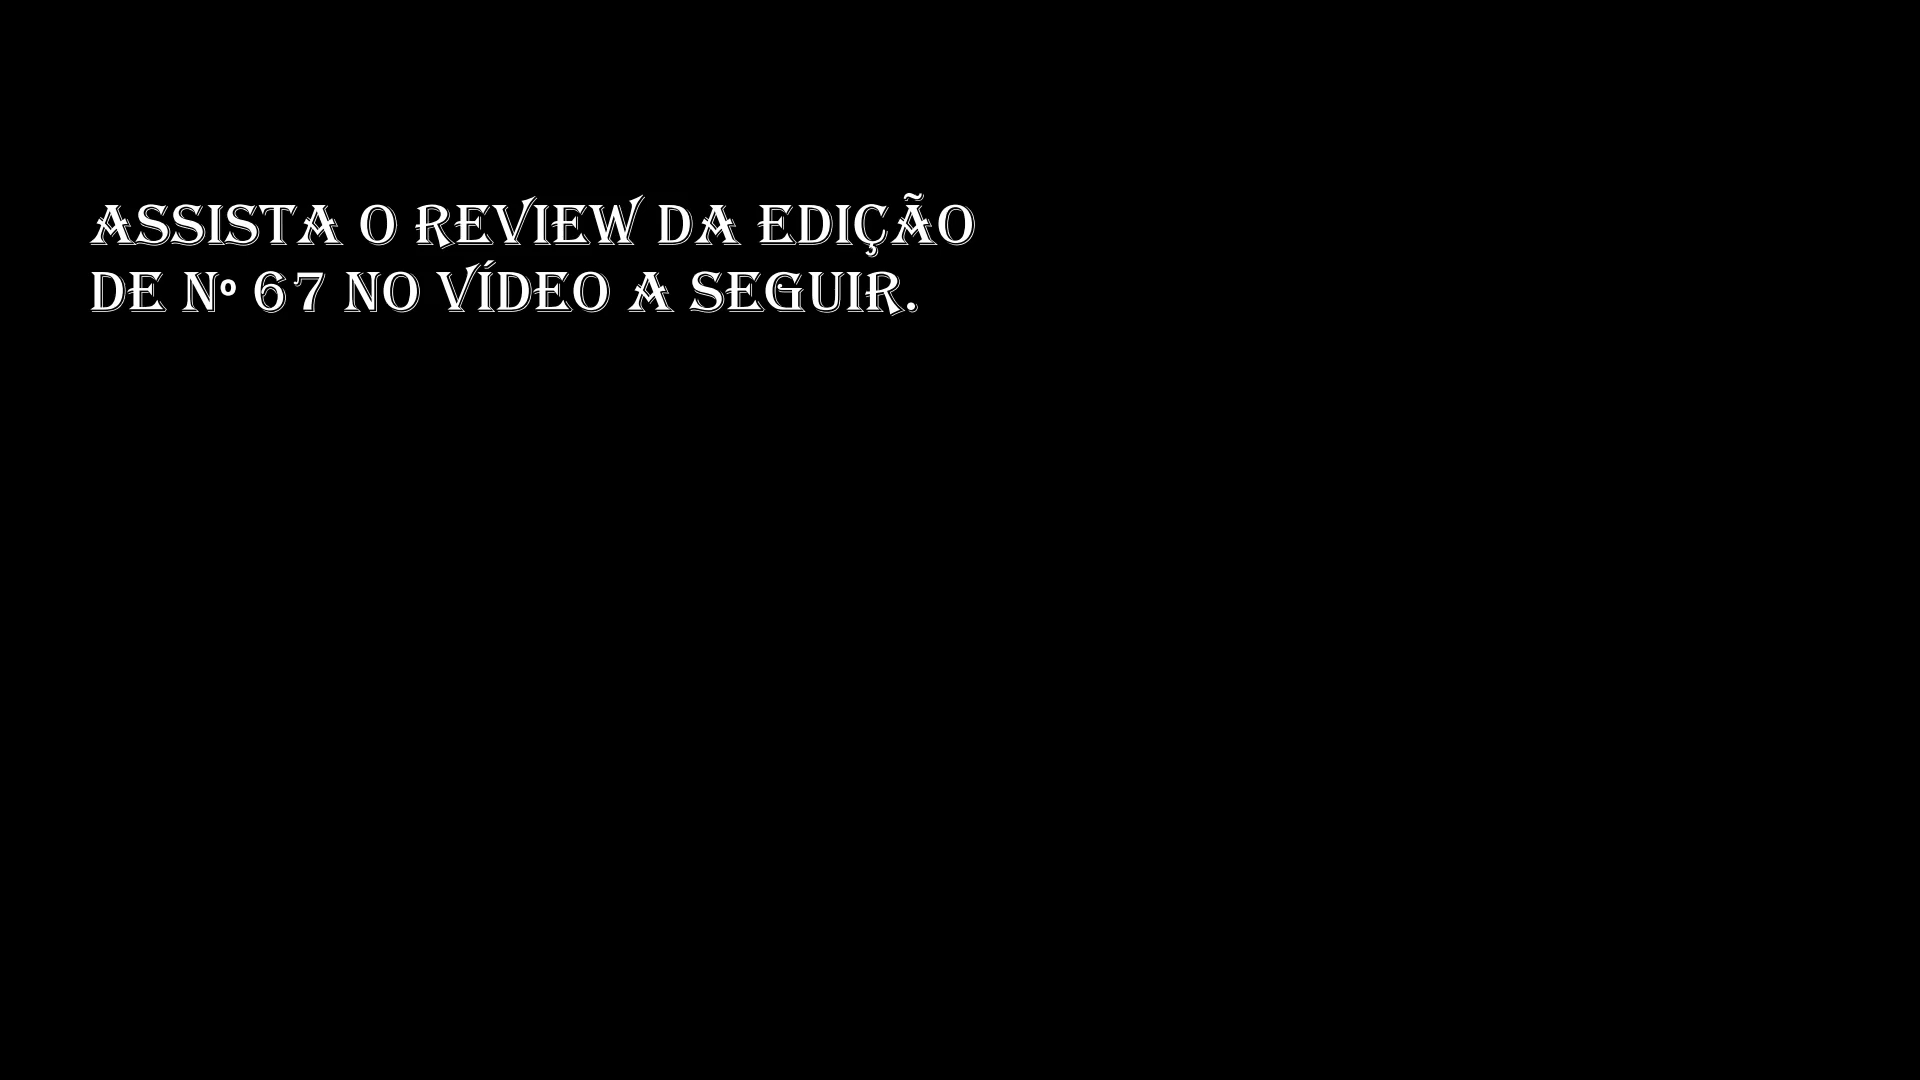 ASSISTA O REVIEW DA EDIÇÃO
DE Nº 67 NO VÍDEO A SEGUIR.